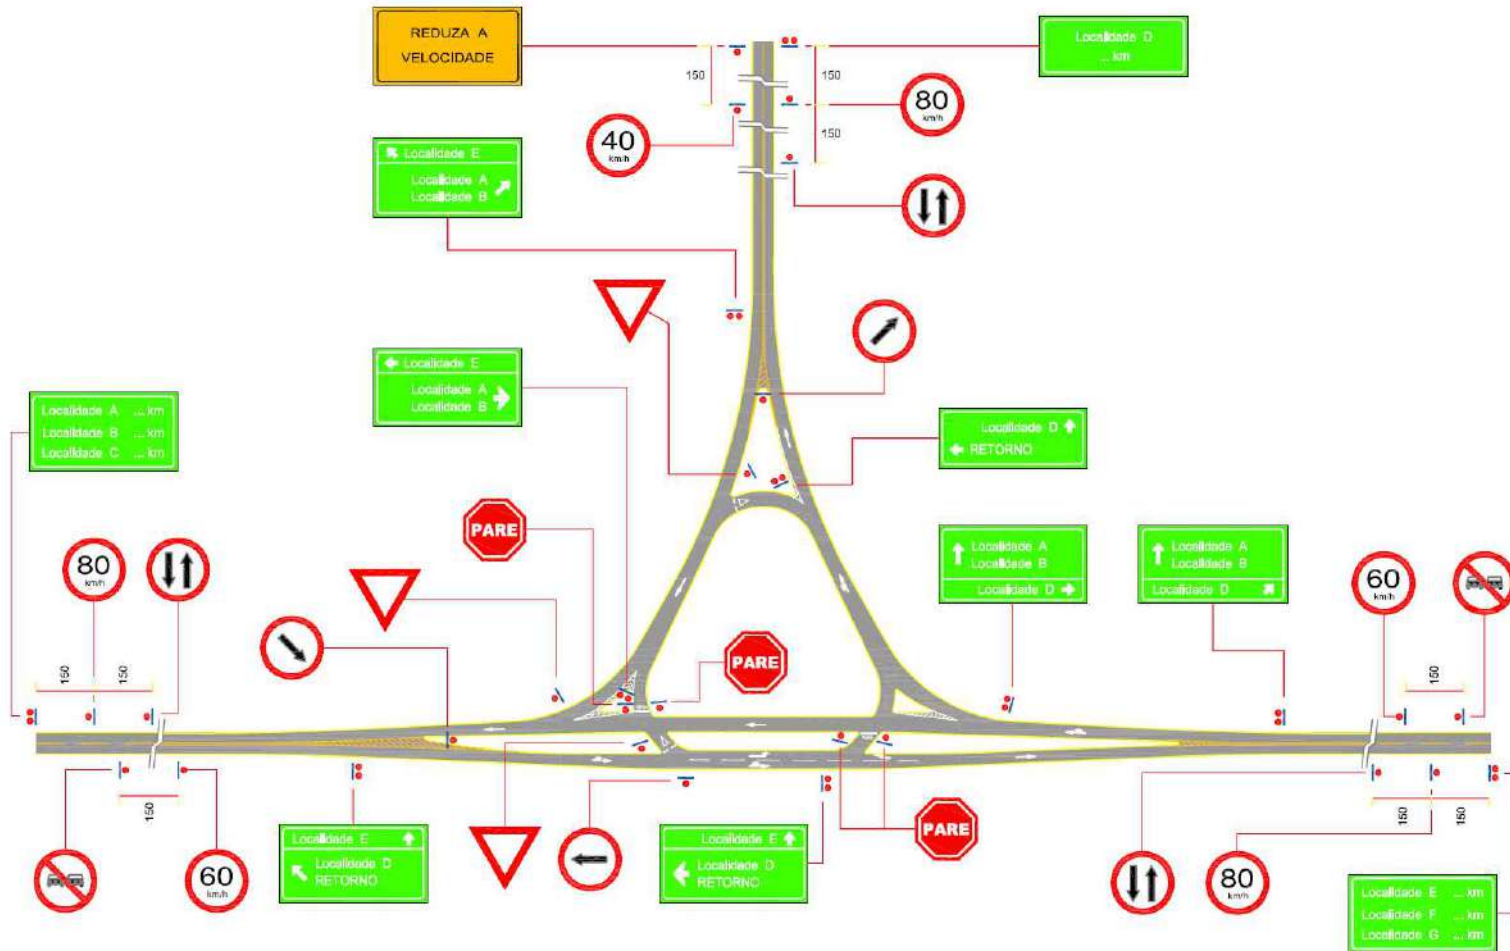 REDUZA A
VELOCIDADE
Localidade D
... km
150
150
80
km/h
40
km/h
150
Localidade E
Localidade A
Localidade B
Localidade E
Localidade A
Localidade B
Localidade A ... km
Localidade B ... km
Localidade C ... km
Localidade D
RETORNO
PARE
80
km/h
Localidade A
Localidade B
Localidade D
Localidade A
Localidade B
Localidade D
60
km/h
PARE
150
150
150
150
150
150
Localidade E
Localidade D
RETORNO
60
km/h
Localidade E
Localidade D
RETORNO
PARE
80
km/h
Localidade E ... km
Localidade F ... km
Localidade G ... km